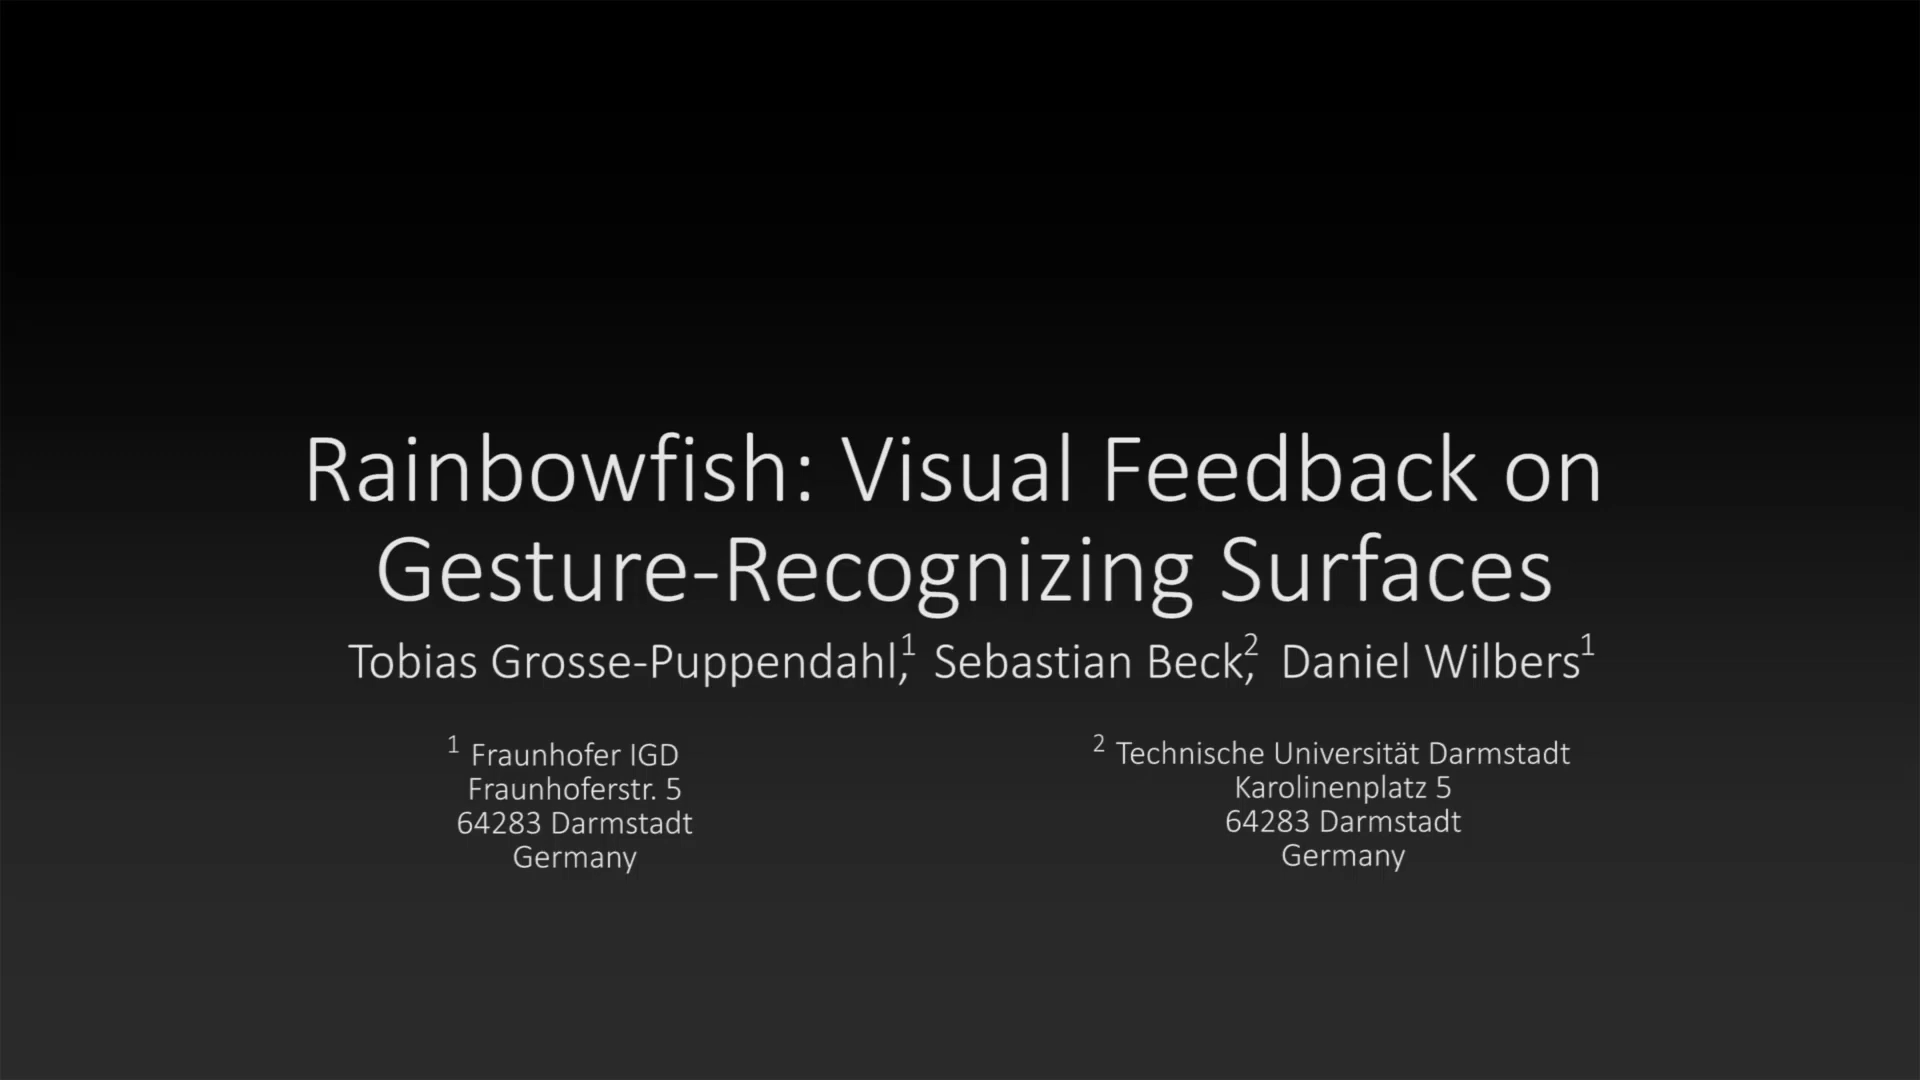 Rainbowfish: Visual Feedback on
Gesture-Recognizing Surfaces
Tobias Grosse-Puppendahl,¹ Sebastian Beck,² Daniel Wilbers¹
¹ Fraunhofer IGD
Fraunhoferstr. 5
64283 Darmstadt
Germany
² Technische Universität Darmstadt
Karolinenplatz 5
64283 Darmstadt
Germany